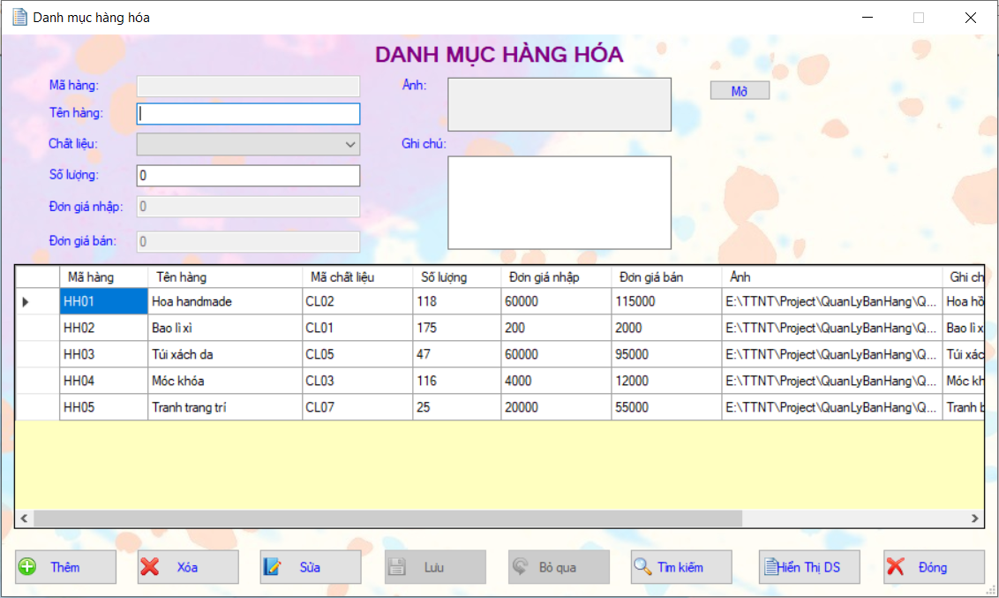 Danh mục hàng hóa
DANH MỤC HÀNG HÓA
Mã hàng:
Tên hàng:
Chất liệu:
Số lượng: 0
Đơn giá nhập: 0
Đơn giá bán: 0
Ảnh:
Mở
Ghi chú:
Mã hàng Tên hàng Mã chất liệu Số lượng Đơn giá nhập Đơn giá bán Ảnh Ghi ch
HH01 Hoa handmade CL02 118 60000 115000 E:\TTNT\Project\QuanLyBanHang\Q... Hoa hồ
HH02 Bao lì xì CL01 175 200 2000 E:\TTNT\Project\QuanLyBanHang\Q... Bao lì x
HH03 Túi xách da CL05 47 60000 95000 E:\TTNT\Project\QuanLyBanHang\Q... Túi xác
HH04 Móc khóa CL03 116 4000 12000 E:\TTNT\Project\QuanLyBanHang\Q... Móc kh
HH05 Tranh trang trí CL07 25 20000 55000 E:\TTNT\Project\QuanLyBanHang\Q... Tranh b
Thêm Xóa Sửa Lưu Bỏ qua Tìm kiếm Hiển Thị DS Đóng